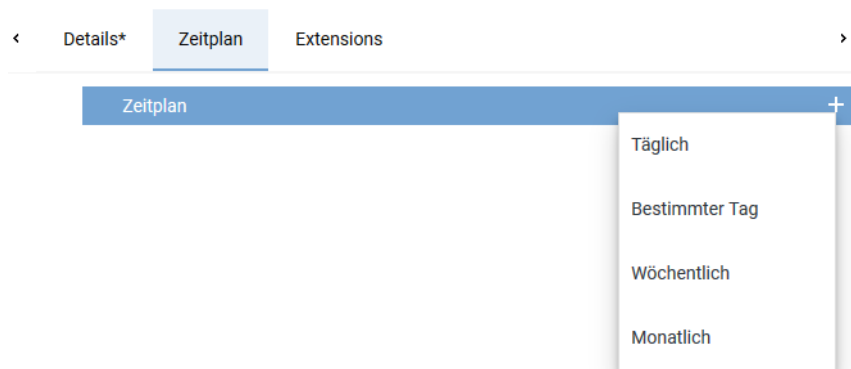 Details* Zeitplan Extensions
Zeitplan
Täglich
Bestimmter Tag
Wöchentlich
Monatlich